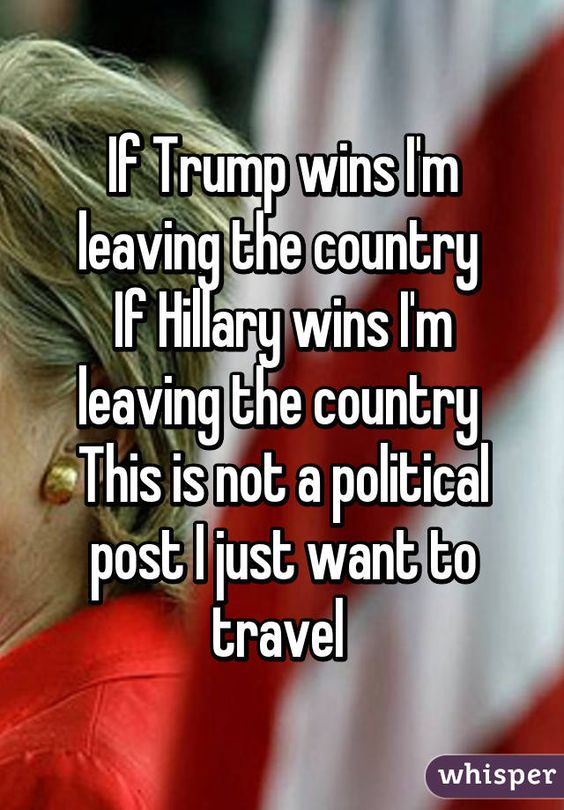 If Trump wins I'm
leaving the country
If Hillary wins I'm
leaving the country
This is not a political
post I just want to
travel
whisper